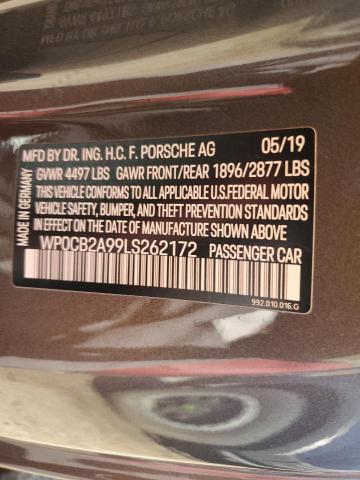 MFD BY DR. ING. H.C. F. PORSCHE AG 05/19
GVWR 4497 LBS GAWR FRONT/REAR 1896/2877 LBS
THIS VEHICLE CONFORMS TO ALL APPLICABLE U.S.FEDERAL MOTOR
VEHICLE SAFETY, BUMPER, AND THEFT PREVENTION STANDARDS
IN EFFECT ON THE DATE OF MANUFACTURE SHOWN ABOVE.
WP0CB2A99LS262172 PASSENGER CAR
992.010.016.G
MADE IN GERMANY